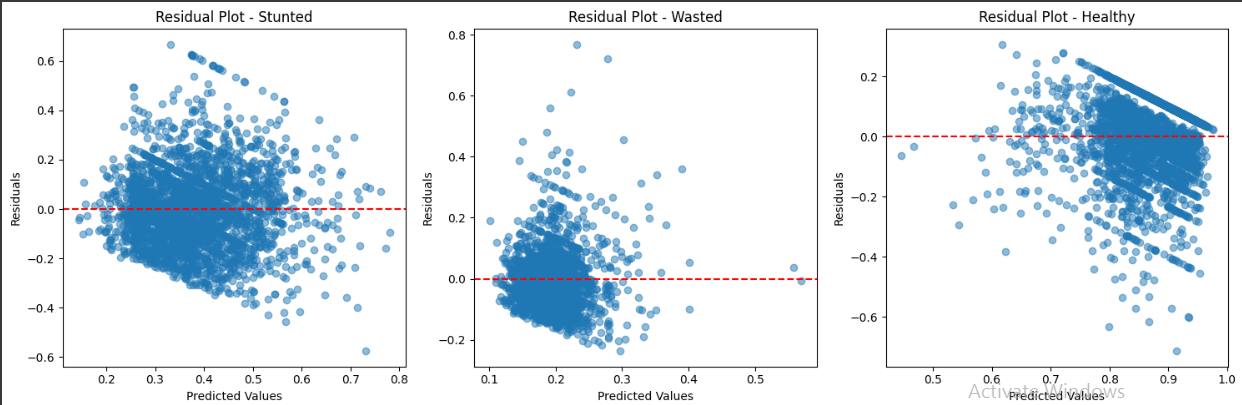 Residual Plot - Stunted
0.6
0.4
0.2
0.0
−0.2
−0.4
−0.6
Residuals
0.2 0.3 0.4 0.5 0.6 0.7 0.8
Predicted Values
Residual Plot - Wasted
0.8
0.6
0.4
0.2
0.0
−0.2
Residuals
0.1 0.2 0.3 0.4 0.5
Predicted Values
Residual Plot - Healthy
0.2
0.0
−0.2
−0.4
−0.6
Residuals
0.5 0.6 0.7 0.8 0.9 1.0
Predicted Values
Activate Windows